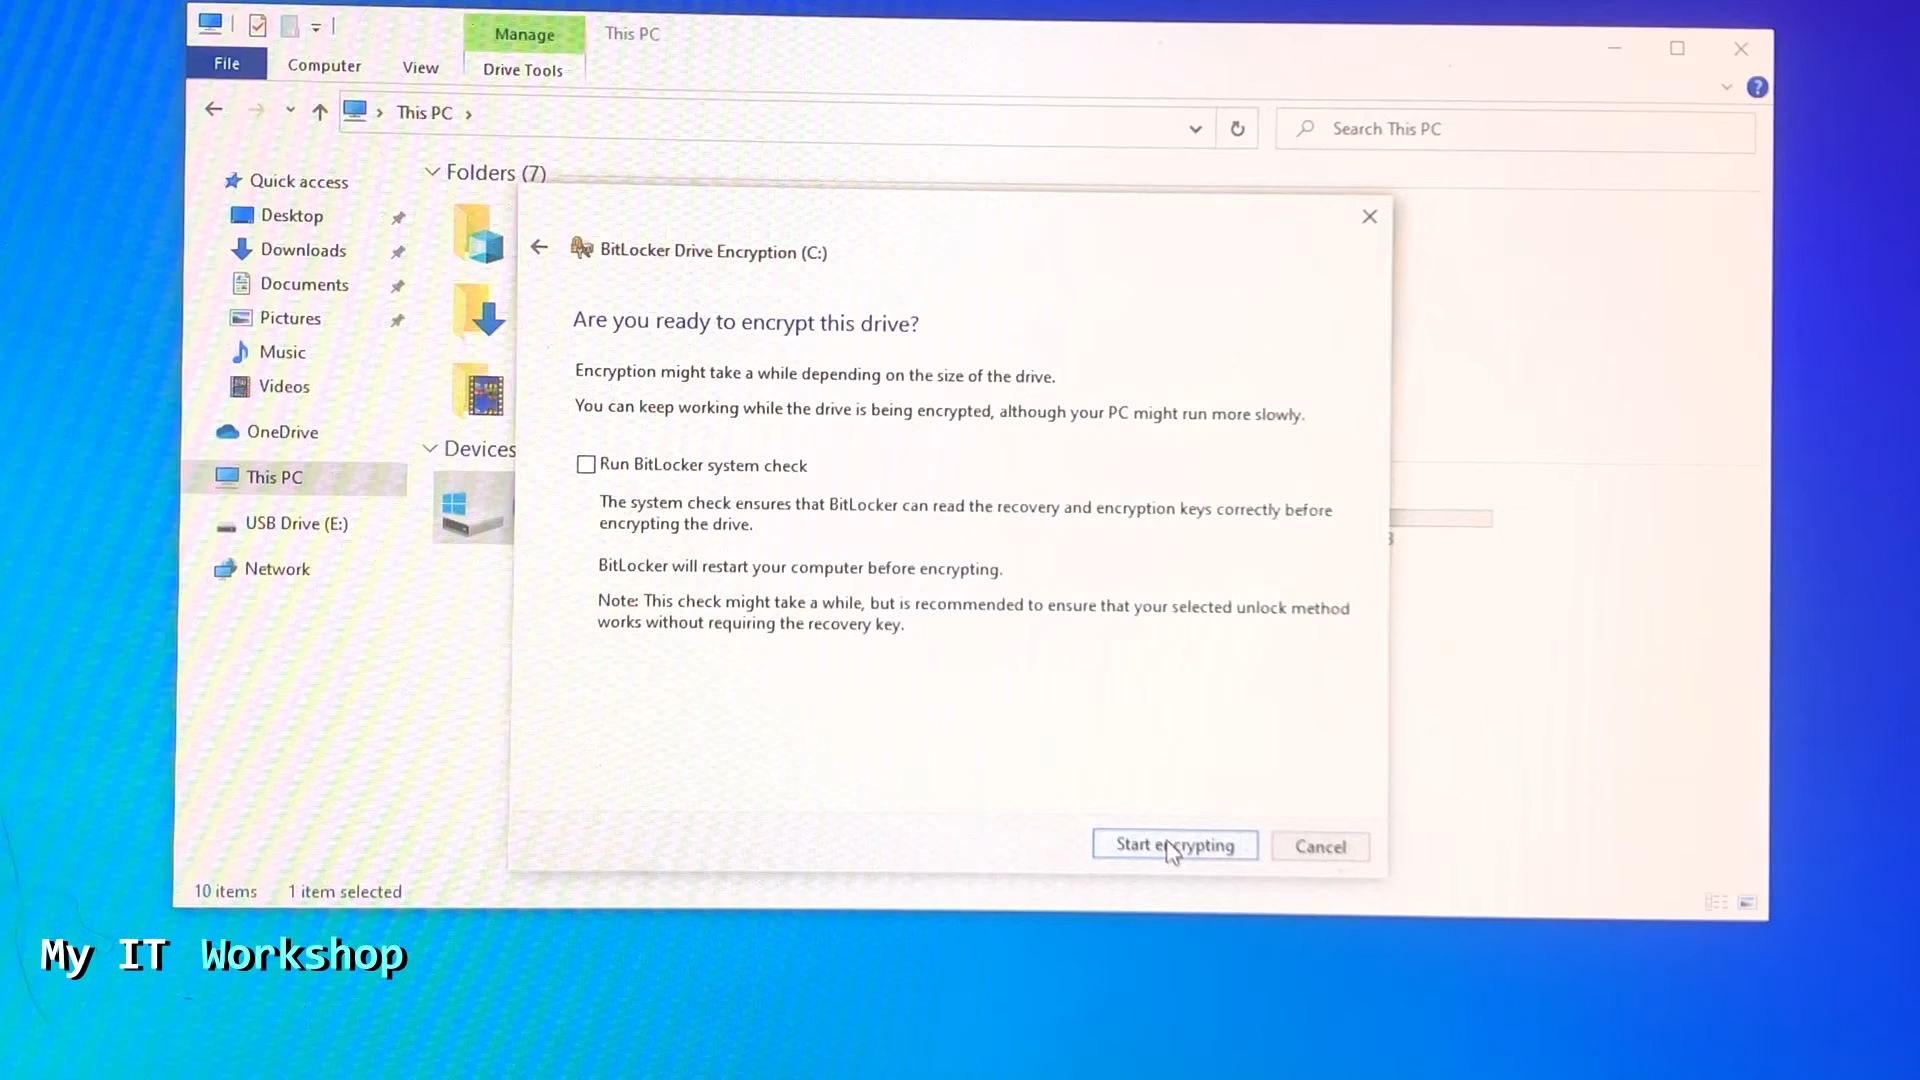 Manage
This PC
File
Computer
View
Drive Tools
This PC
Search This PC
Quick access
Desktop
Downloads
Documents
Pictures
Music
Videos
OneDrive
This PC
USB Drive (E:)
Network
Folders (7)
Devices
BitLocker Drive Encryption (C:)
Are you ready to encrypt this drive?
Encryption might take a while depending on the size of the drive.
You can keep working while the drive is being encrypted, although your PC might run more slowly.
Run BitLocker system check
The system check ensures that BitLocker can read the recovery and encryption keys correctly before
encrypting the drive.
BitLocker will restart your computer before encrypting.
Note: This check might take a while, but is recommended to ensure that your selected unlock method
works without requiring the recovery key.
Start encrypting
Cancel
10 items
1 item selected
My IT Workshop